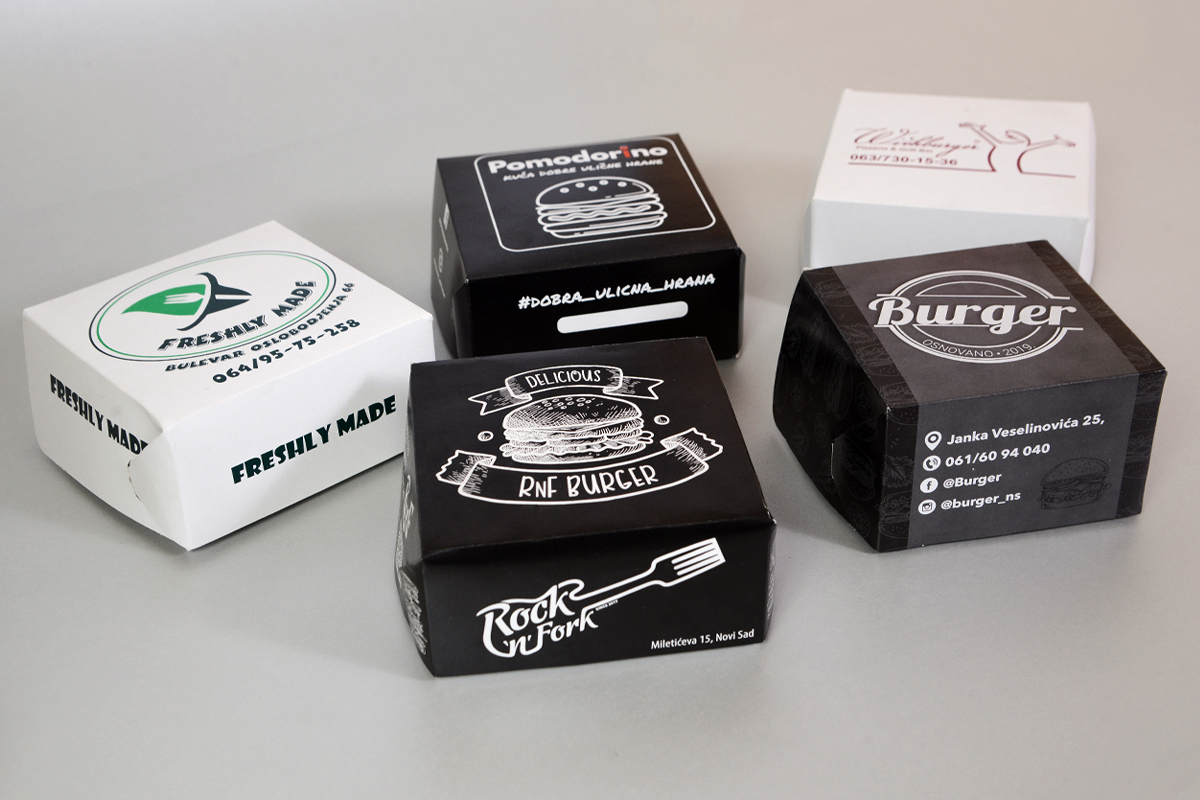 FRESHLY MADE
BULEVAR OSLOBODJENJA 66
064/95-75-258
FRESHLY MADE
FRESHLY MADE
Pomodorino
KUĆA DOBRE ULIČNE HRANE
#DOBRA_ULICNA_HRANA
063/730-15-36
DELICIOUS
RNF BURGER
Rock
'n' Fork
Miletićeva 15, Novi Sad
Burger
OSNOVANO • 2019
Janka Veselinovića 25,
061/60 94 040
@Burger
@burger_ns